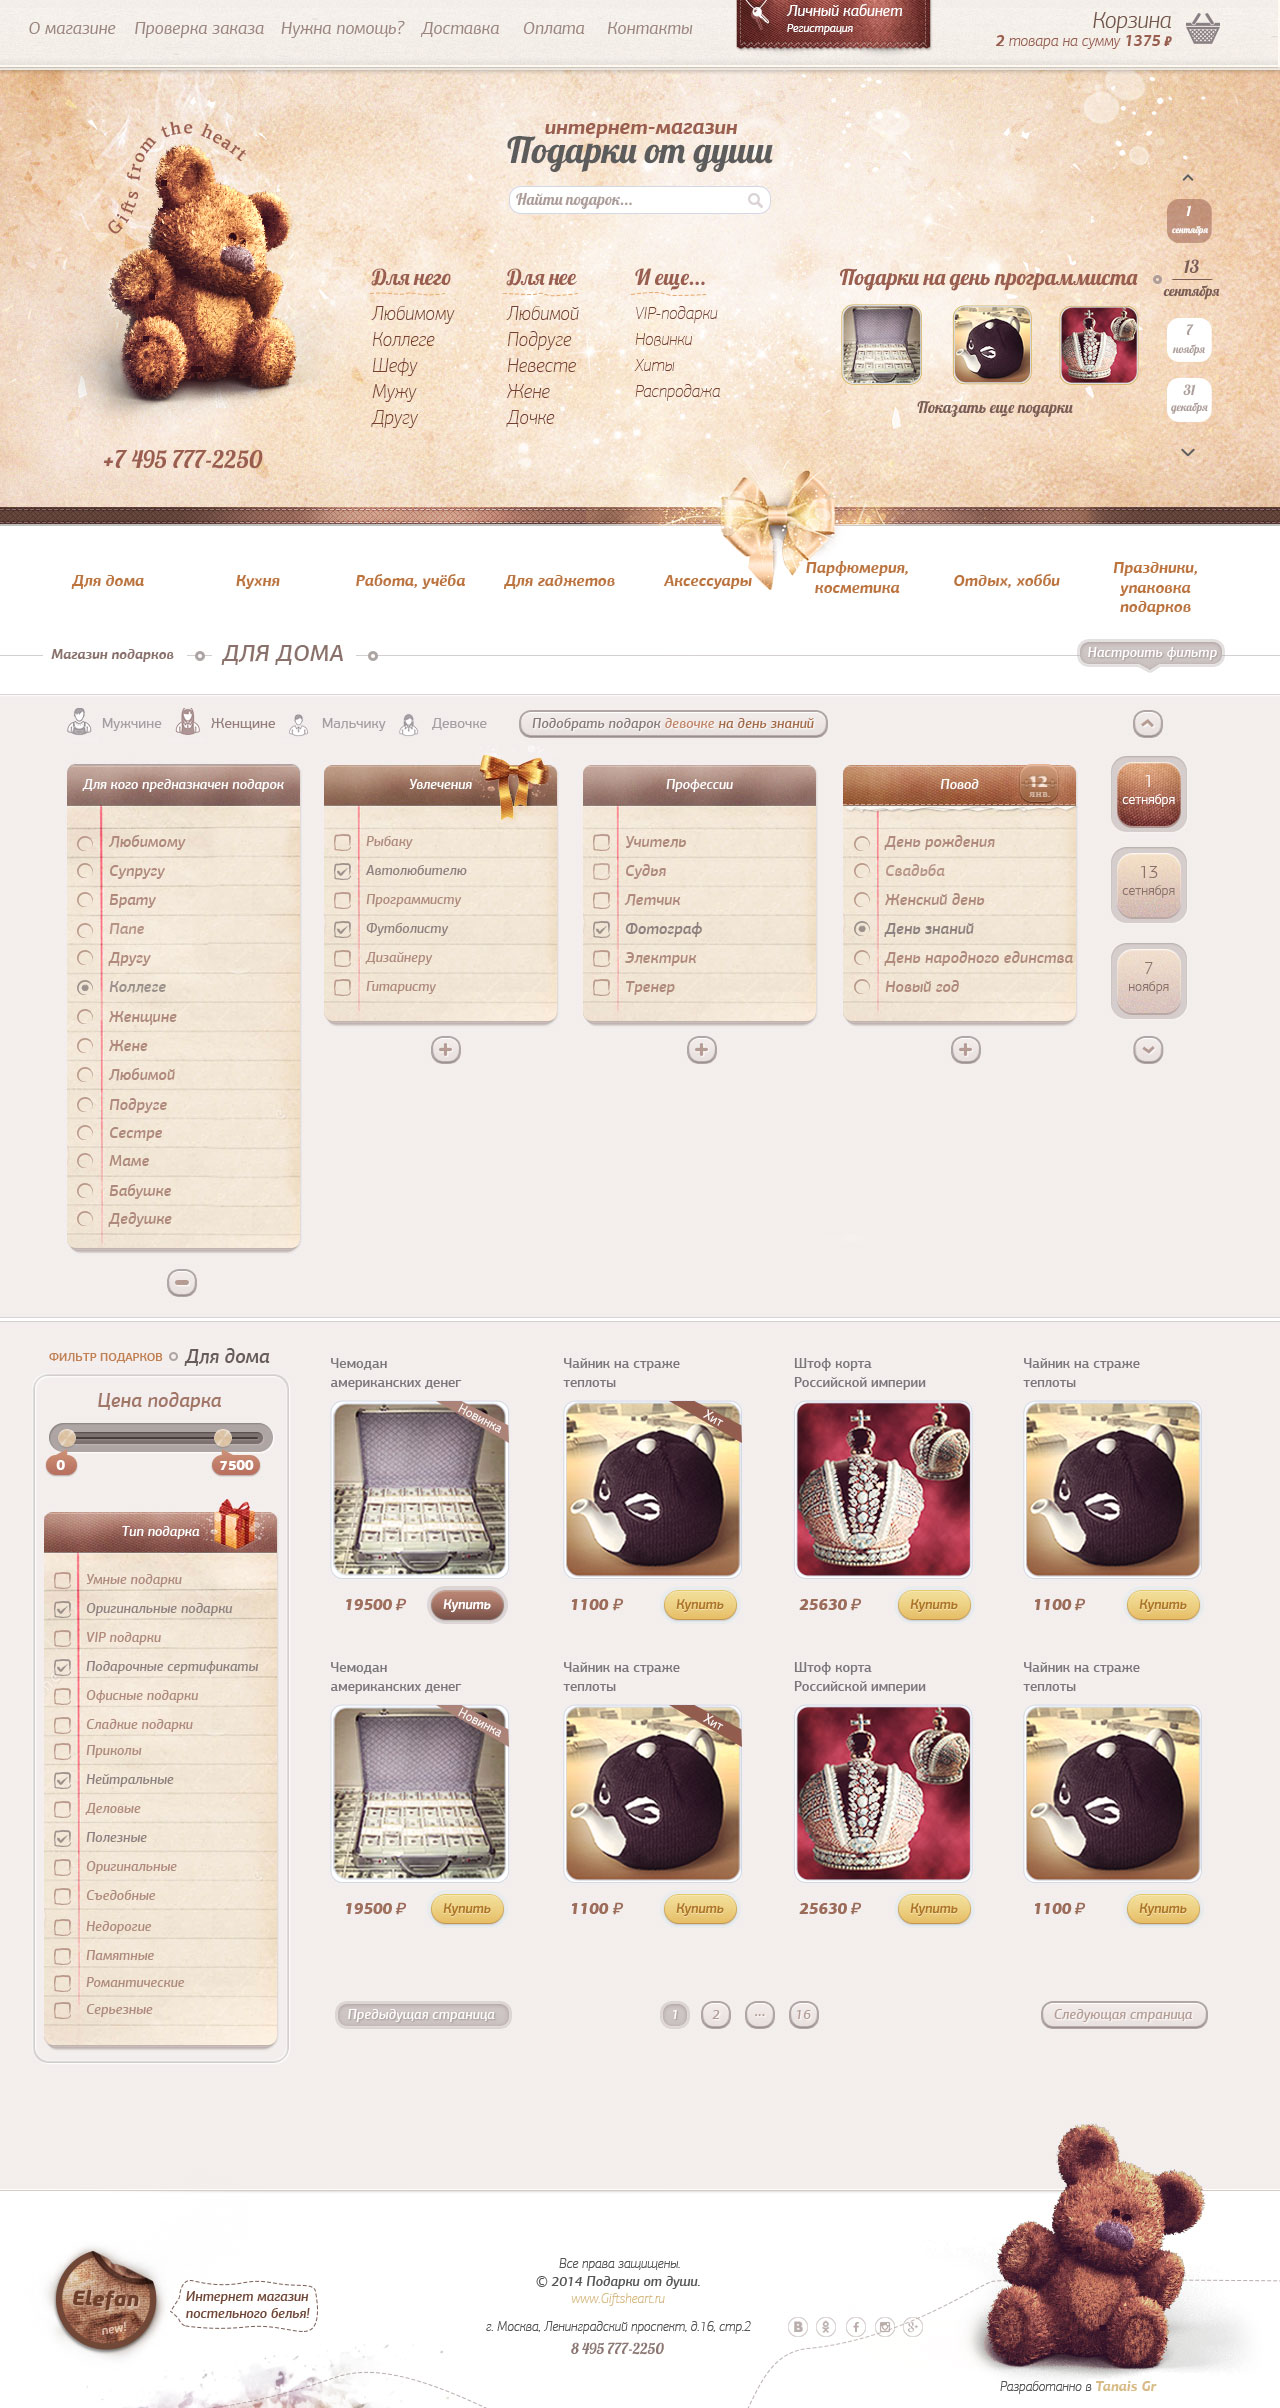 О магазине Проверка заказа Нужна помощь? Доставка Оплата Контакты
Личный кабинет
Регистрация
Корзина
2 товара на сумму 1375 ₽
Gifts from the heart
интернет-магазин
Подарки от души
Найти подарок...
+7 495 777-2250
Для него
Любимому
Коллеге
Шефу
Мужу
Другу
Для нее
Любимой
Подруге
Невесте
Жене
Дочке
И еще...
VIP-подарки
Новинки
Хиты
Распродажа
Подарки на день программиста
Показать еще подарки
1
сентября
13
сентября
7
ноября
31
декабря
Для дома
Кухня
Работа, учёба
Для гаджетов
Аксессуары
Парфюмерия,
косметика
Отдых, хобби
Праздники,
упаковка
подарков
Магазин подарков
ДЛЯ ДОМА
Настроить фильтр
Мужчине Женщине Мальчику Девочке
Подобрать подарок девочке на день знаний
Для кого предназначен подарок
Любимому
Супругу
Брату
Папе
Другу
Коллеге
Женщине
Жене
Любимой
Подруге
Сестре
Маме
Бабушке
Дедушке
Увлечения
Рыбаку
Автолюбителю
Программисту
Футболисту
Дизайнеру
Гитаристу
Профессии
Учитель
Судья
Летчик
Фотограф
Электрик
Тренер
Повод
12
янв.
День рождения
Свадьба
Женский день
День знаний
День народного единства
Новый год
1
сетнября
13
сетнября
7
ноября
ФИЛЬТР ПОДАРКОВ Для дома
Цена подарка
0 7500
Тип подарка
Умные подарки
Оригинальные подарки
VIP подарки
Подарочные сертификаты
Офисные подарки
Сладкие подарки
Приколы
Нейтральные
Деловые
Полезные
Оригинальные
Съедобные
Недорогие
Памятные
Романтические
Серьезные
Чемодан
американских денег
Новинка
19500 ₽ Купить
Чайник на страже
теплоты
Хит
1100 ₽ Купить
Штоф корта
Российской империи
25630 ₽ Купить
Чайник на страже
теплоты
1100 ₽ Купить
Чемодан
американских денег
Новинка
19500 ₽ Купить
Чайник на страже
теплоты
Хит
1100 ₽ Купить
Штоф корта
Российской империи
25630 ₽ Купить
Чайник на страже
теплоты
1100 ₽ Купить
Предыдущая страница
1 2 ... 16
Следующая страница
Elefan
new!
Интернет магазин
постельного белья!
Все права защищены.
© 2014 Подарки от души.
www.Giftsheart.ru
г. Москва, Ленинградский проспект, д.16, стр.2
8 495 777-2250
Разработанно в Tanais Gr